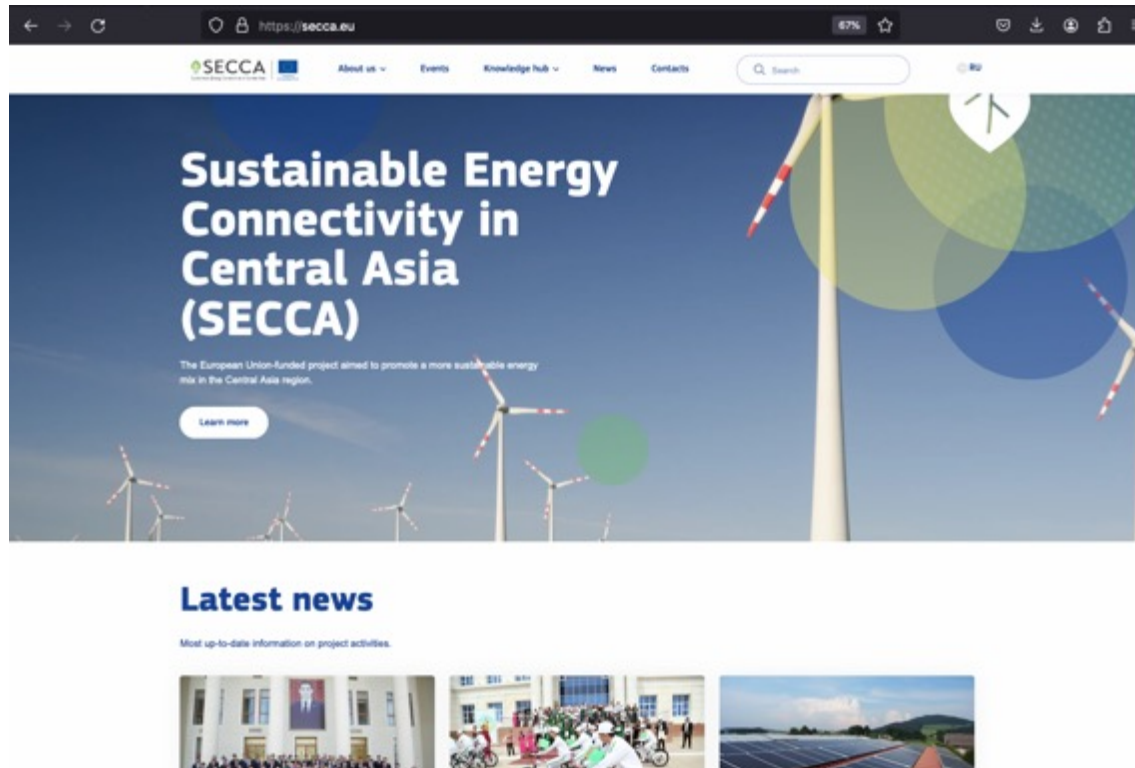 https://secca.eu
67%
SECCA
About us
Events
Knowledge hub
News
Contacts
Search
RU
Sustainable Energy
Connectivity in
Central Asia
(SECCA)
The European Union-funded project aimed to promote a more sustainable energy
mix in the Central Asia region.
Learn more
Latest news
Most up-to-date information on project activities.